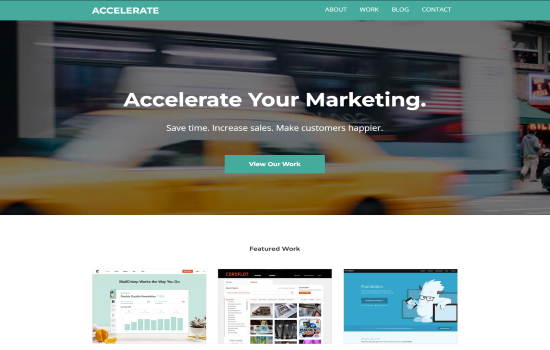 ACCELERATE
ABOUT WORK BLOG CONTACT
Accelerate Your Marketing.
Save time. Increase sales. Make customers happier.
View Our Work
Featured Work
MailChimp Works the Way You Do
COROFLOT
Foundation